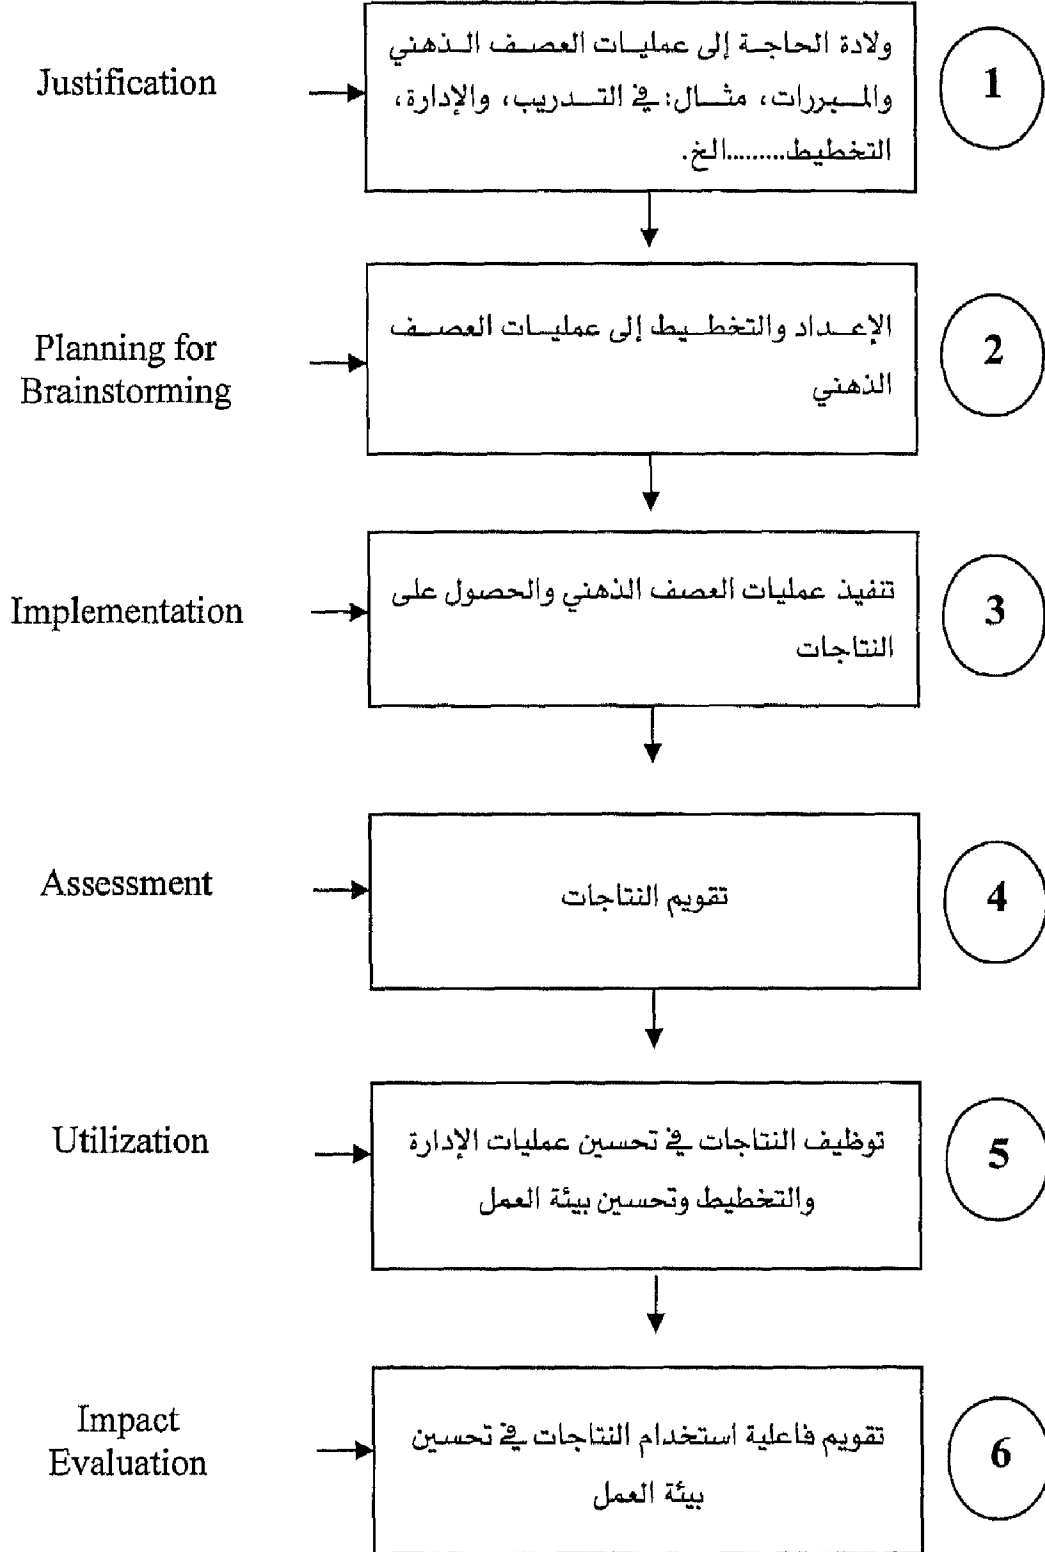 Justification
ولادة الحاجة إلى عمليات العصف الذهني
والمبررات، مثال: في التدريب، والإدارة،
التخطيط.........الخ.
1
Planning for
Brainstorming
الإعداد والتخطيط إلى عمليات العصف
الذهني
2
Implementation
تنفيذ عمليات العصف الذهني والحصول على
النتاجات
3
Assessment
تقويم النتاجات
4
Utilization
توظيف النتاجات في تحسين عمليات الإدارة
والتخطيط وتحسين بيئة العمل
5
Impact
Evaluation
تقويم فاعلية استخدام النتاجات في تحسين
بيئة العمل
6